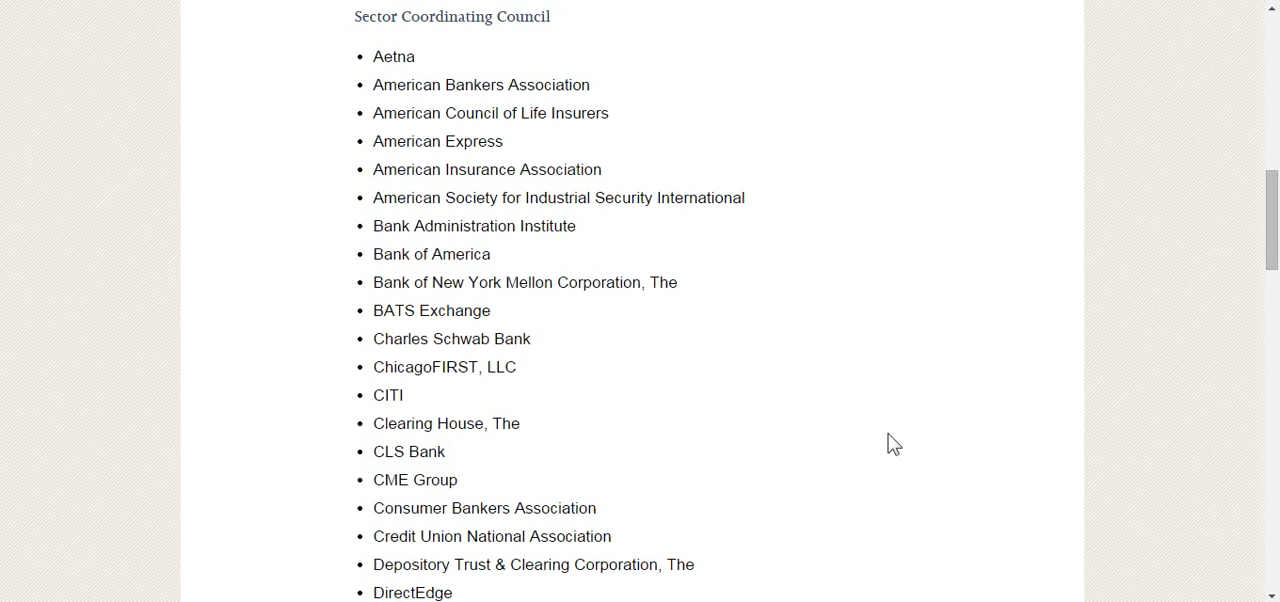 Sector Coordinating Council
• Aetna
• American Bankers Association
• American Council of Life Insurers
• American Express
• American Insurance Association
• American Society for Industrial Security International
• Bank Administration Institute
• Bank of America
• Bank of New York Mellon Corporation, The
• BATS Exchange
• Charles Schwab Bank
• ChicagoFIRST, LLC
• CITI
• Clearing House, The
• CLS Bank
• CME Group
• Consumer Bankers Association
• Credit Union National Association
• Depository Trust & Clearing Corporation, The
• DirectEdge